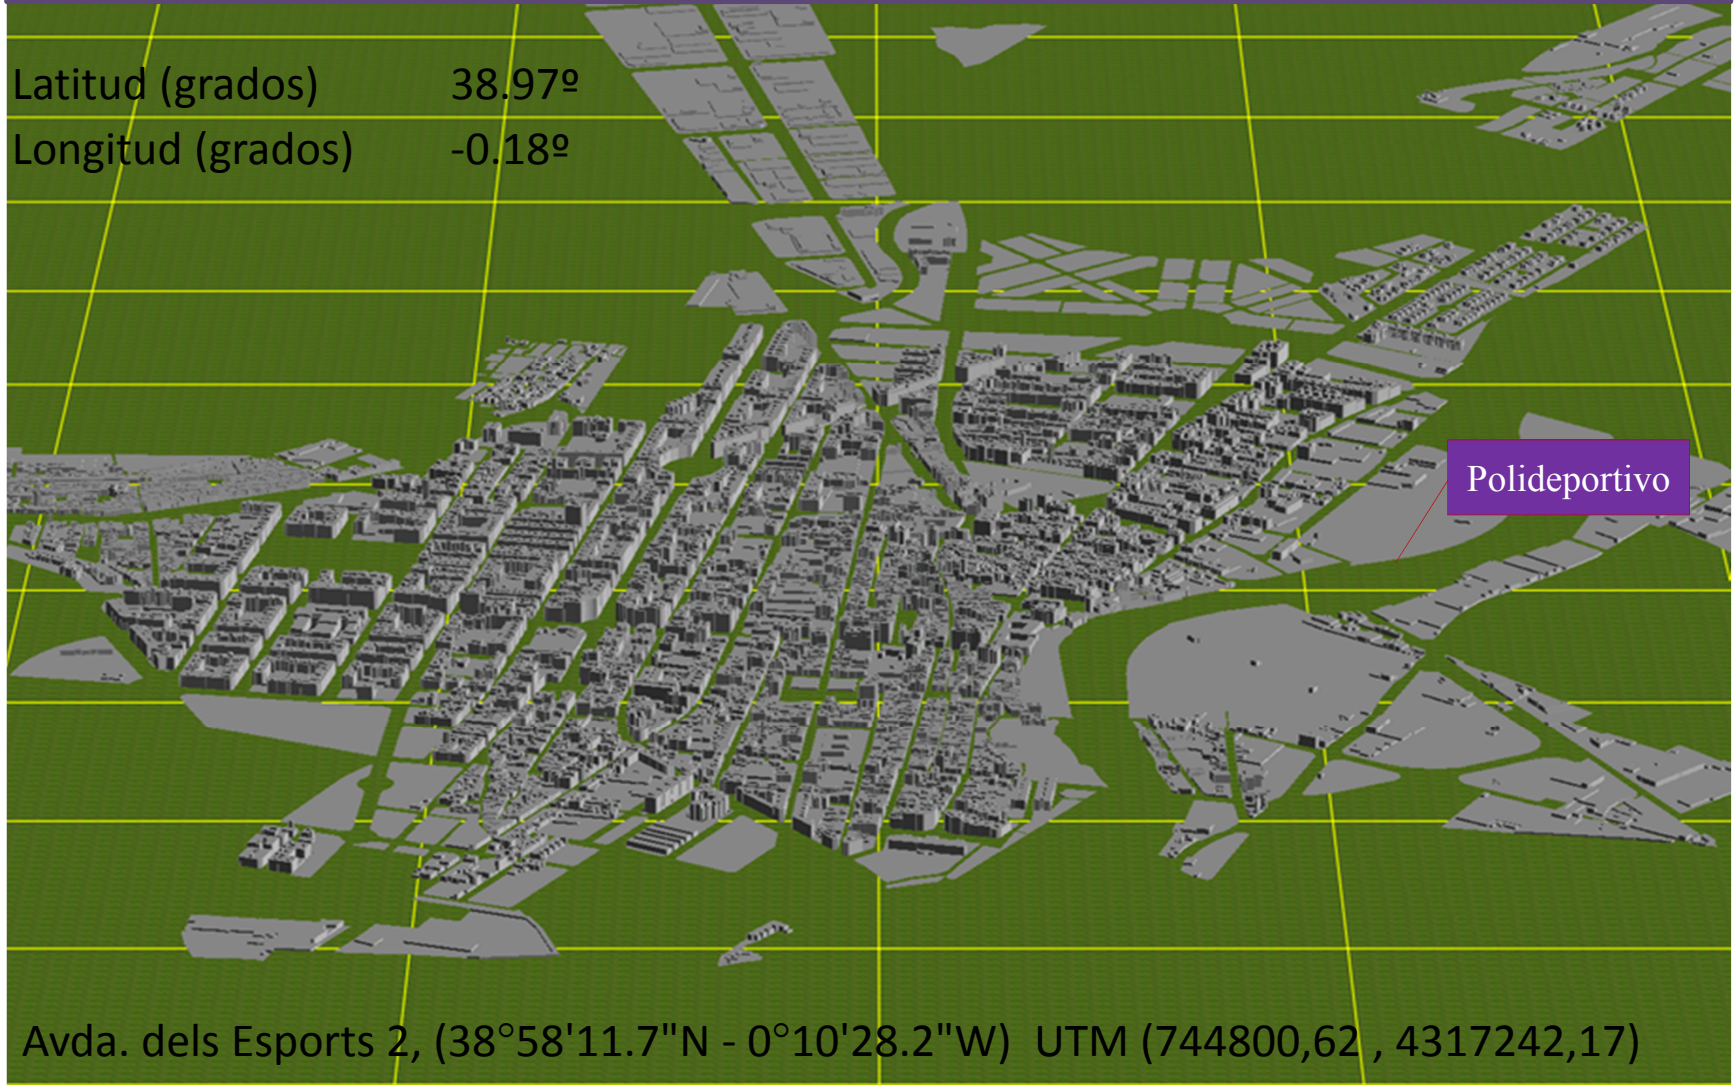 Latitud (grados) 38.97º
Longitud (grados) -0.18º
Polideportivo
Avda. dels Esports 2, (38°58'11.7"N - 0°10'28.2"W) UTM (744800,62 , 4317242,17)